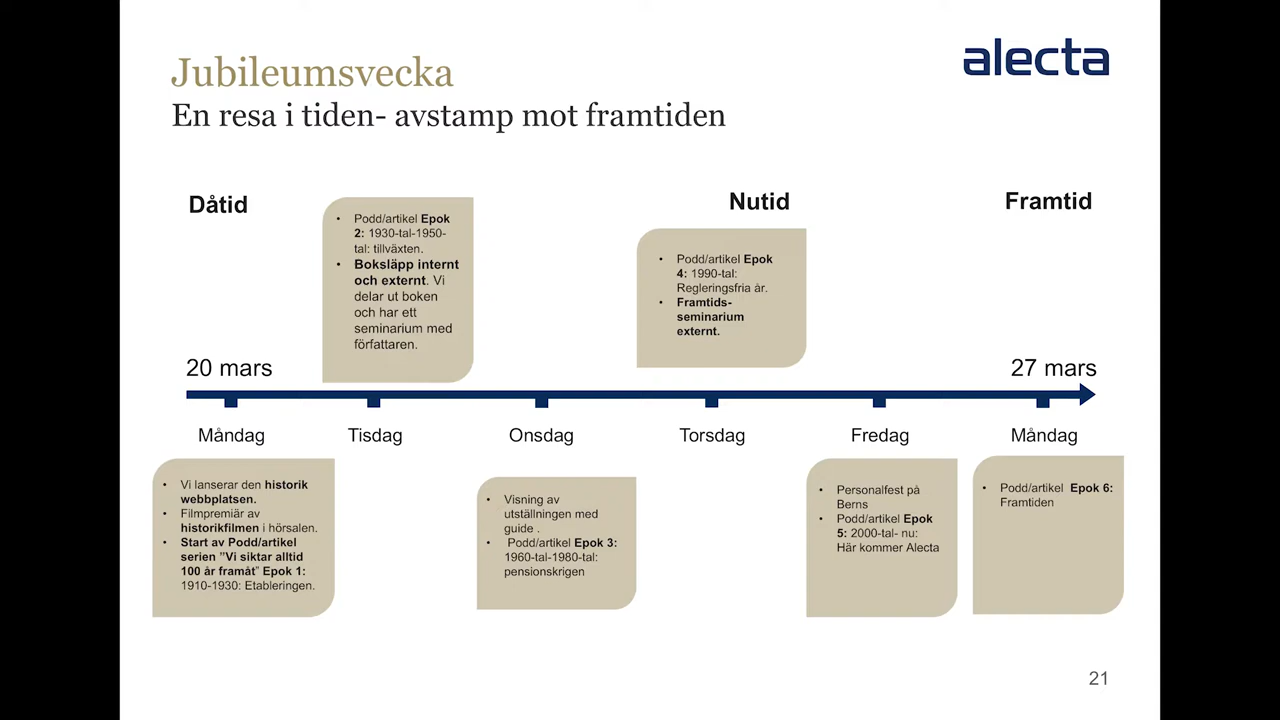 Jubileumsvecka
En resa i tiden- avstamp mot framtiden
alecta
Dåtid
Nutid
Framtid
• Podd/artikel Epok
2: 1930-tal-1950-
tal: tillväxten.
• Boksläpp internt
och externt. Vi
delar ut boken
och har ett
seminarium med
författaren.
• Podd/artikel Epok
4: 1990-tal:
Regleringsfria år.
• Framtids-
seminarium
externt.
20 mars
27 mars
Måndag
Tisdag
Onsdag
Torsdag
Fredag
Måndag
• Vi lanserar den historik
webbplatsen.
• Filmpremiär av
historikfilmen i hörsalen.
• Start av Podd/artikel
serien ”Vi siktar alltid
100 år framåt” Epok 1:
1910-1930: Etableringen.
• Visning av
utställningen med
guide .
• Podd/artikel Epok 3:
1960-tal-1980-tal:
pensionskrigen
• Personalfest på
Berns
• Podd/artikel Epok
5: 2000-tal- nu:
Här kommer Alecta
• Podd/artikel Epok 6:
Framtiden
21